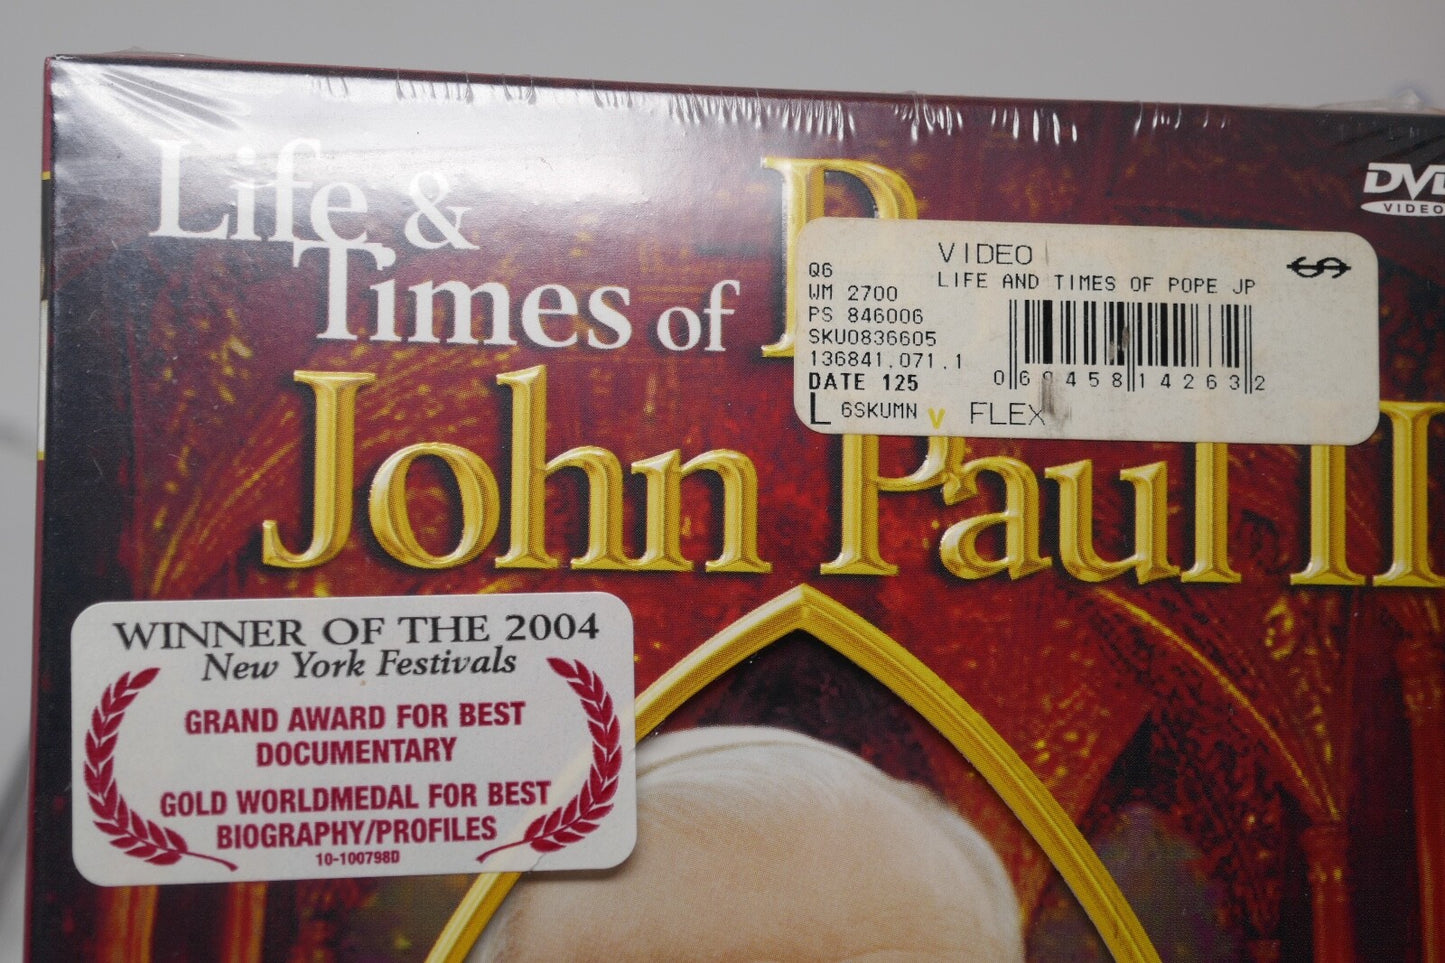 Life &
Times of P
John Paul II
DVD
VIDEO
VIDEO
LIFE AND TIMES OF POPE JP
Q6
WM 2700
PS 846006
SKU0836605
136841.071.1
DATE 125
L 6SKUMN V FLEX
$
0 69458 14263 2
WINNER OF THE 2004
New York Festivals
GRAND AWARD FOR BEST
DOCUMENTARY
GOLD WORLDMEDAL FOR BEST
BIOGRAPHY/PROFILES
10-100798D